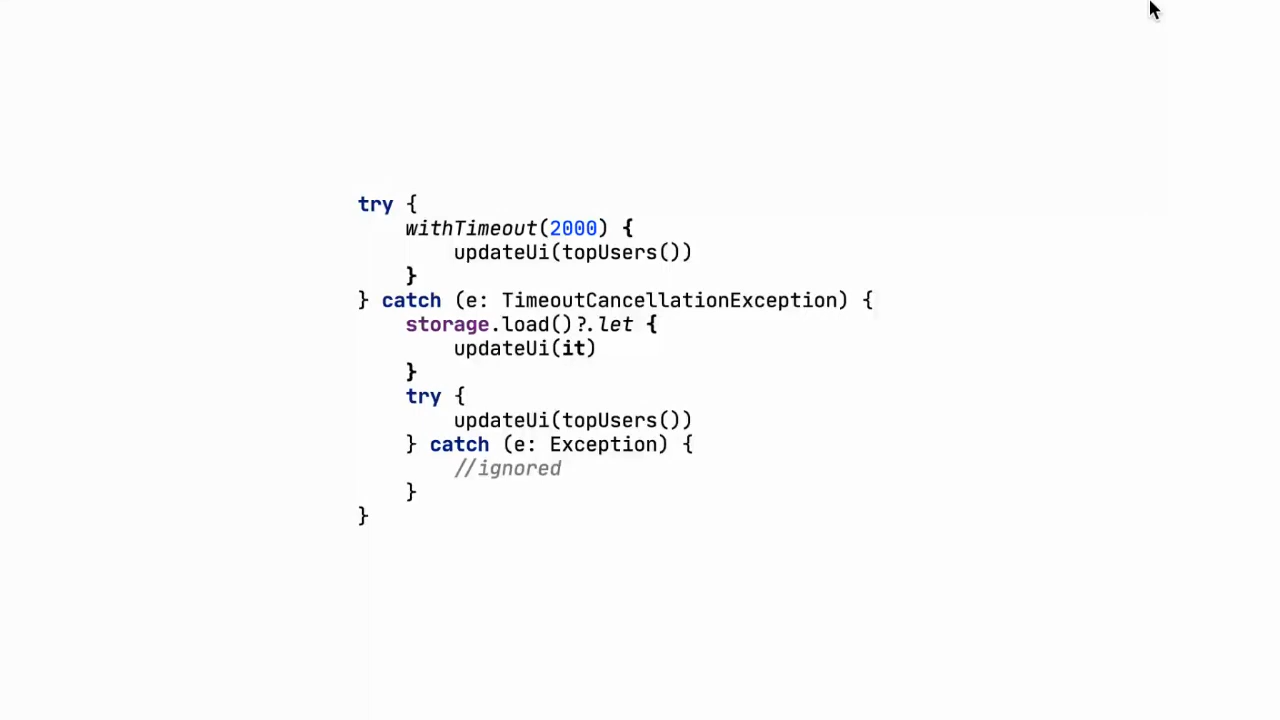 try {
    withTimeout(2000) {
        updateUi(topUsers())
    }
} catch (e: TimeoutCancellationException) {
    storage.load()?.let {
        updateUi(it)
    }
    try {
        updateUi(topUsers())
    } catch (e: Exception) {
        //ignored
    }
}